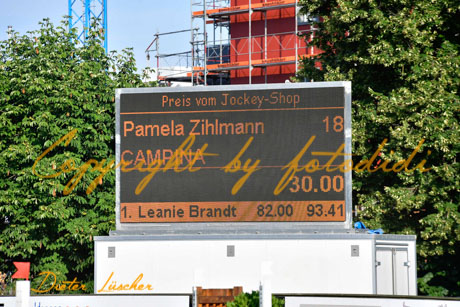 Preis vom Jockey-Shop
Pamela Zihlmann 18
CAMPINA
30.00
1. Leanie Brandt 82.00 93.41
Copyright by fotodidi
Dieter Lüscher